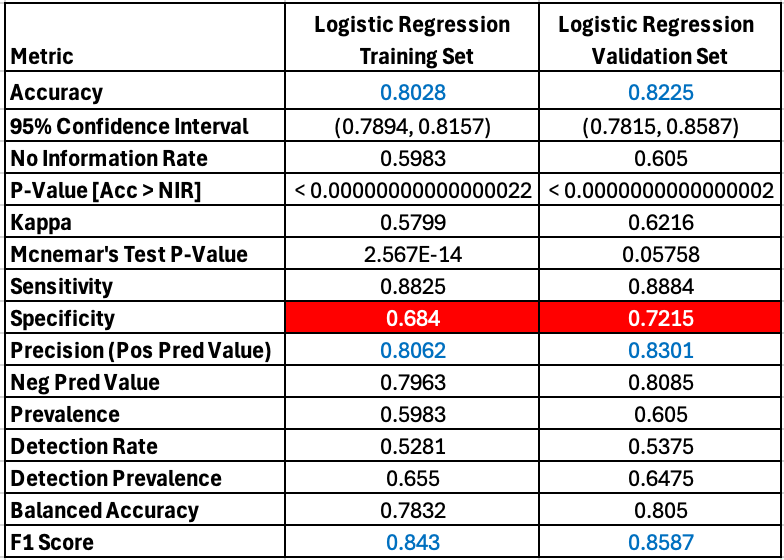 Metric Logistic Regression Training Set Logistic Regression Validation Set
Accuracy 0.8028 0.8225
95% Confidence Interval (0.7894, 0.8157) (0.7815, 0.8587)
No Information Rate 0.5983 0.605
P-Value [Acc > NIR] < 0.00000000000000022 < 0.0000000000000002
Kappa 0.5799 0.6216
Mcnemar's Test P-Value 2.567E-14 0.05758
Sensitivity 0.8825 0.8884
Specificity 0.684 0.7215
Precision (Pos Pred Value) 0.8062 0.8301
Neg Pred Value 0.7963 0.8085
Prevalence 0.5983 0.605
Detection Rate 0.5281 0.5375
Detection Prevalence 0.655 0.6475
Balanced Accuracy 0.7832 0.805
F1 Score 0.843 0.8587